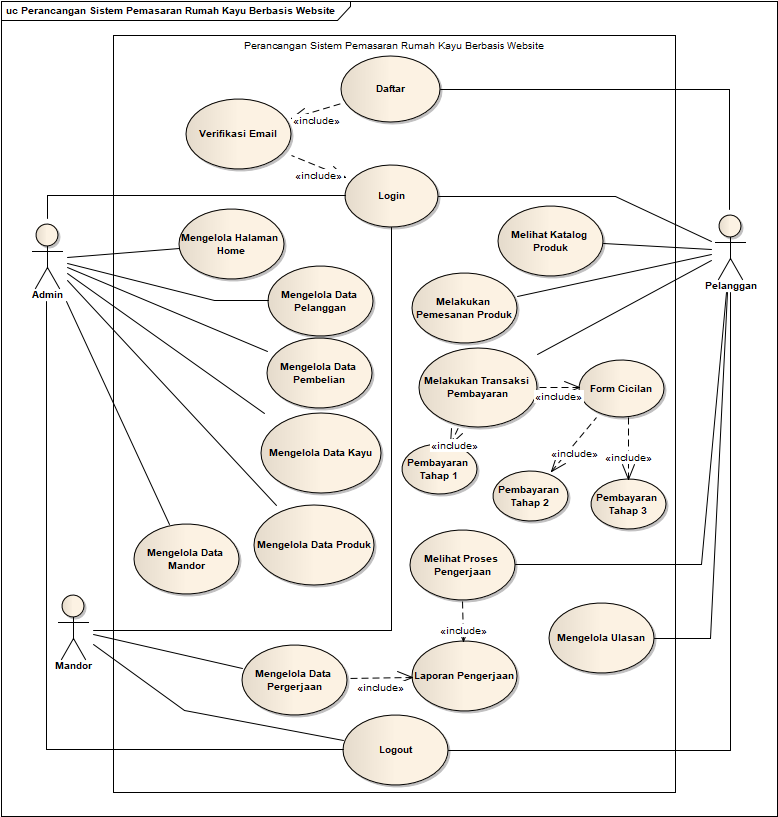 uc Perancangan Sistem Pemasaran Rumah Kayu Berbasis Website
Perancangan Sistem Pemasaran Rumah Kayu Berbasis Website
Daftar
«include»
Verifikasi Email
«include»
Login
Mengelola Halaman
Home
Melihat Katalog
Produk
Admin
Pelanggan
Mengelola Data
Pelanggan
Melakukan
Pemesanan Produk
Mengelola Data
Pembelian
Melakukan Transaksi
Pembayaran
«include»
Form Cicilan
Mengelola Data Kayu
«include»
Pembayaran
Tahap 1
«include»
«include»
Pembayaran
Tahap 2
Pembayaran
Tahap 3
Mengelola Data
Mandor
Mengelola Data Produk
Melihat Proses
Pengerjaan
«include»
Mengelola Ulasan
Mandor
Mengelola Data
Pergerjaan
«include»
Laporan Pengerjaan
Logout